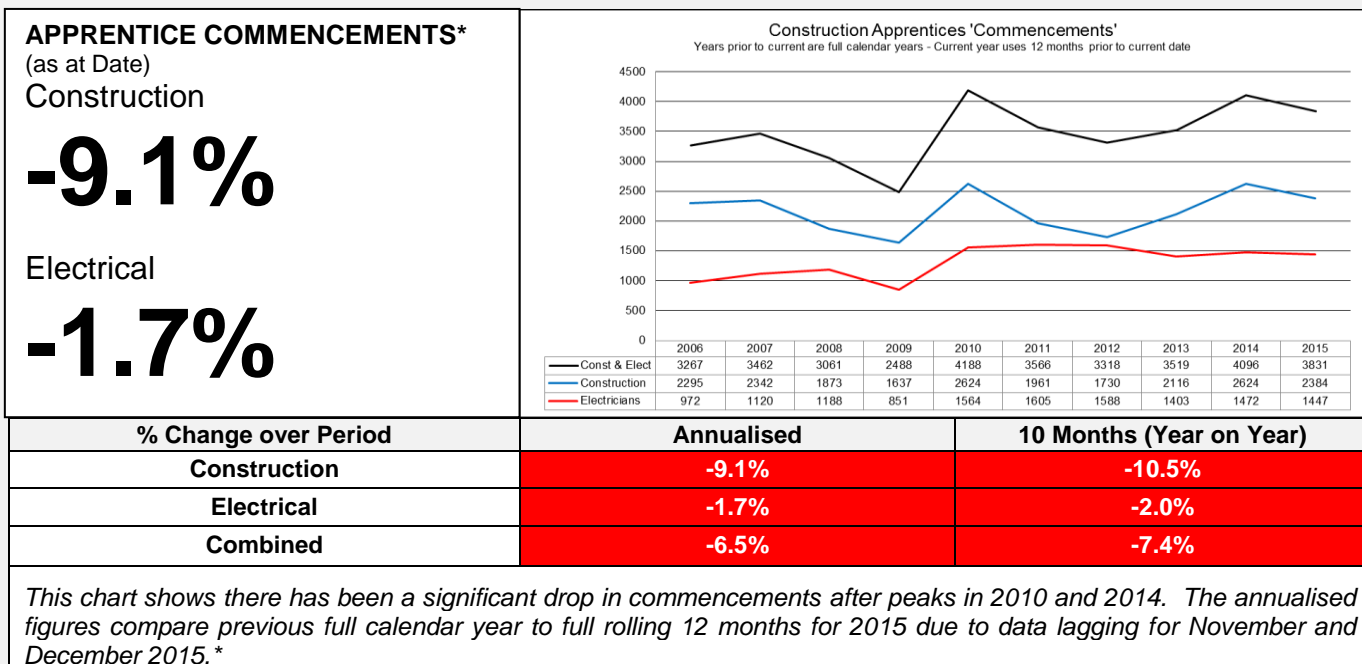 APPRENTICE COMMENCEMENTS*
(as at Date)
Construction
-9.1%
Electrical
-1.7%
Construction Apprentices 'Commencements'
Years prior to current are full calendar years - Current year uses 12 months prior to current date
4500
4000
3500
3000
2500
2000
1500
1000
500
0
2006 2007 2008 2009 2010 2011 2012 2013 2014 2015
Const & Elect 3267 3462 3061 2488 4188 3566 3318 3519 4096 3831
Construction 2295 2342 1873 1637 2624 1961 1730 2116 2624 2384
Electricians 972 1120 1188 851 1564 1605 1588 1403 1472 1447
% Change over Period Annualised 10 Months (Year on Year)
Construction -9.1% -10.5%
Electrical -1.7% -2.0%
Combined -6.5% -7.4%
This chart shows there has been a significant drop in commencements after peaks in 2010 and 2014. The annualised
figures compare previous full calendar year to full rolling 12 months for 2015 due to data lagging for November and
December 2015.*